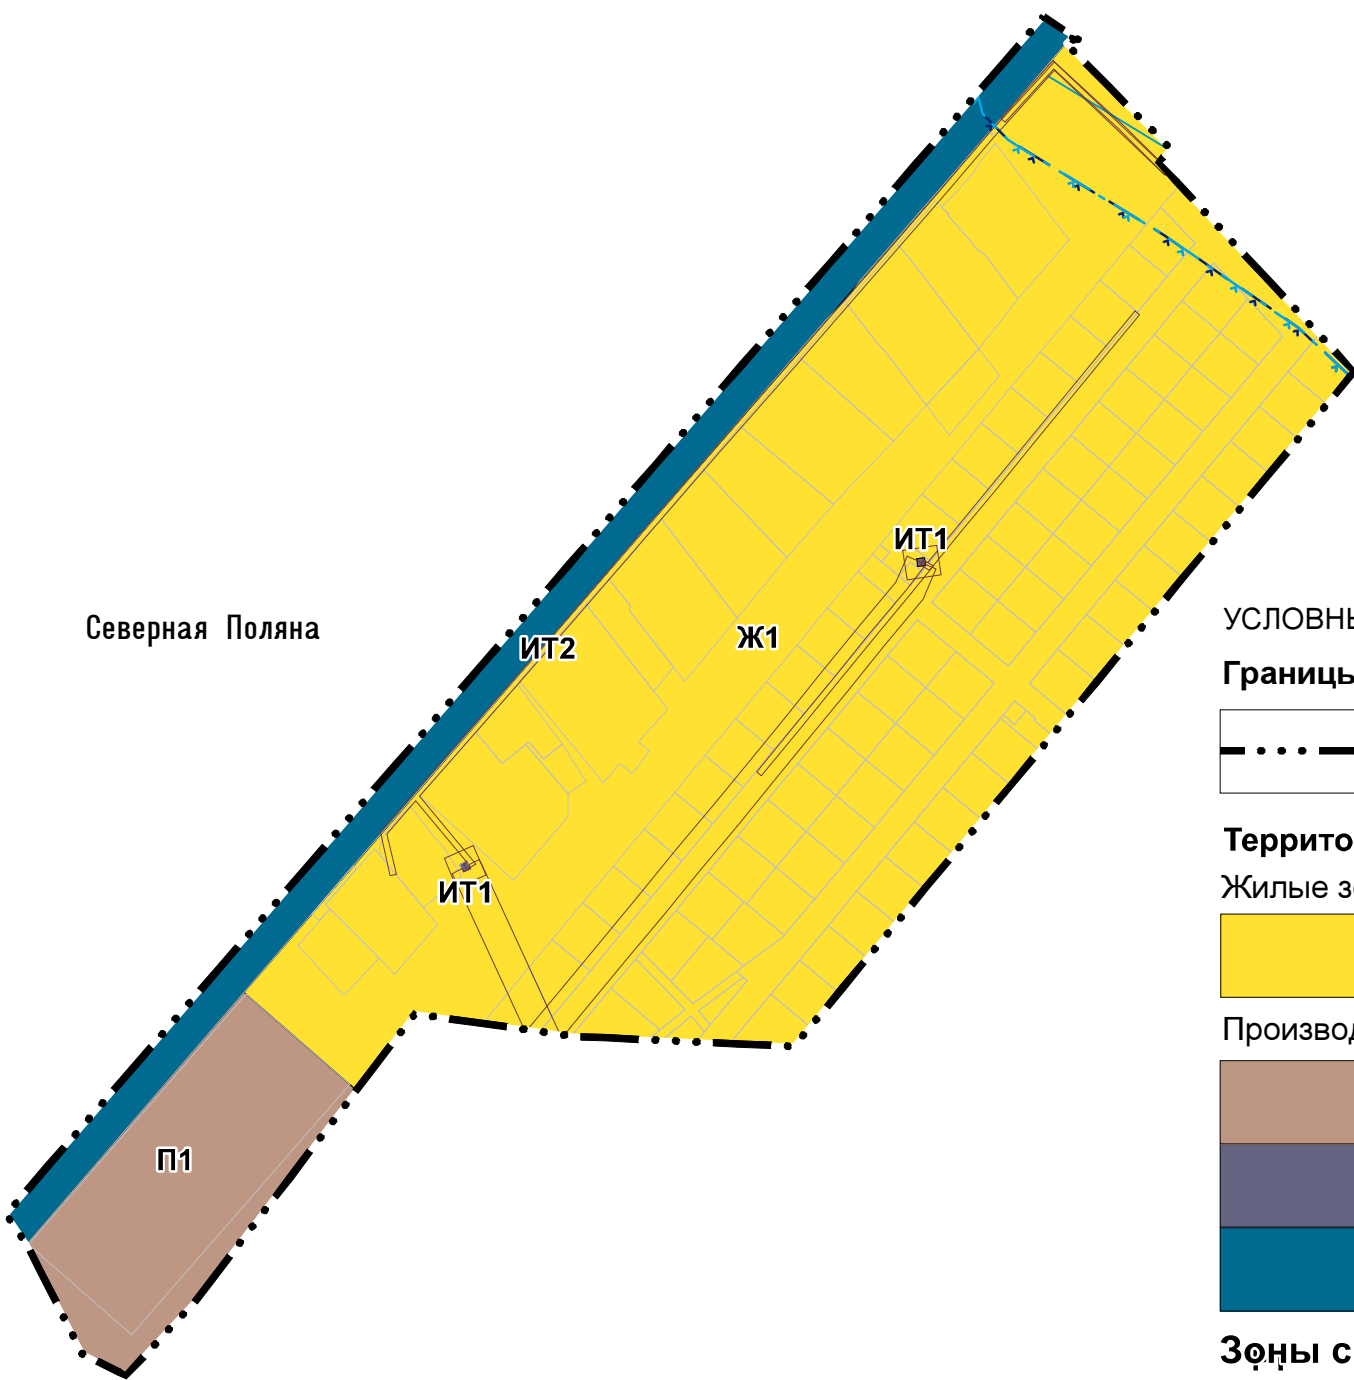 ИТ1
Северная Поляна
ИТ2
Ж1
ИТ1
П1
УСЛОВНЫ
Границы
Террито
Жилые з
Производ
Зоны с